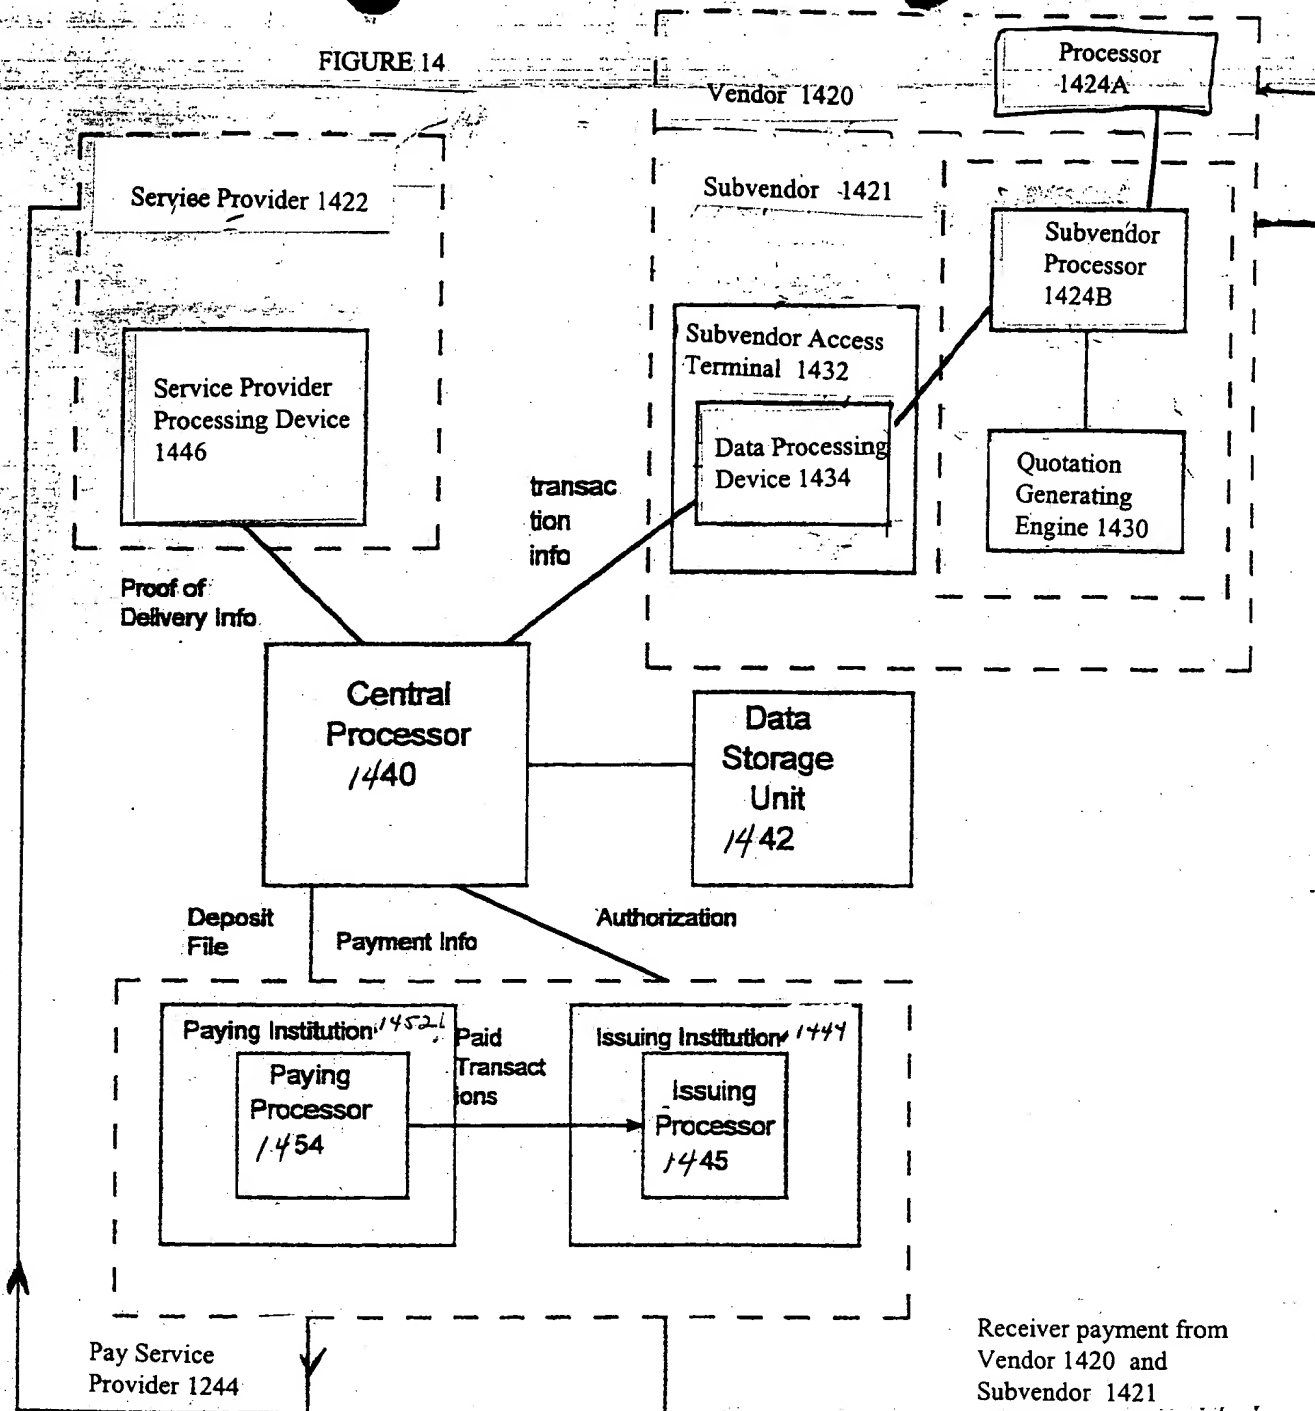 FIGURE 14
Processor
1424A
Vendor 1420
Service Provider 1422
Subvendor 1421
Subvendor
Processor
1424B
Subvendor Access
Terminal 1432
Service Provider
Processing Device
1446
Data Processing
Device 1434
Quotation
Generating
Engine 1430
transac
tion
info
Proof of
Delivery Info
Central
Processor
1440
Data
Storage
Unit
1442
Deposit
File
Payment Info
Authorization
Paying Institution 1452
Paid
Transact
ions
Issuing Institution 1444
Paying
Processor
1454
Issuing
Processor
1445
Pay Service
Provider 1244
Receiver payment from
Vendor 1420 and
Subvendor 1421